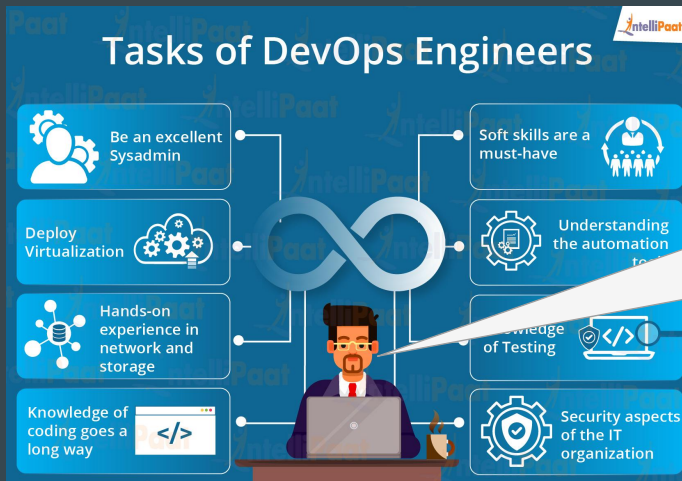 IntelliPaat
Tasks of DevOps Engineers
Be an excellent
Sysadmin
Deploy
Virtualization
Hands-on
experience in
network and
storage
Knowledge of
coding goes a
long way
</>
Soft skills are a
must-have
Understanding
the automation
of Testing
</>
Security aspects
of the IT
organization